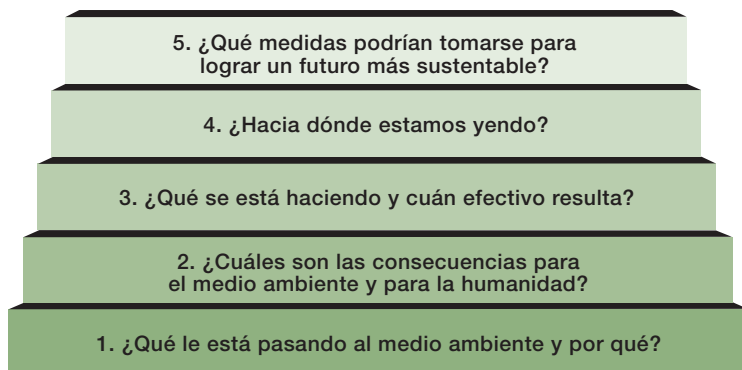 5. ¿Qué medidas podrían tomarse para
lograr un futuro más sustentable?
4. ¿Hacia dónde estamos yendo?
3. ¿Qué se está haciendo y cuán efectivo resulta?
2. ¿Cuáles son las consecuencias para
el medio ambiente y para la humanidad?
1. ¿Qué le está pasando al medio ambiente y por qué?